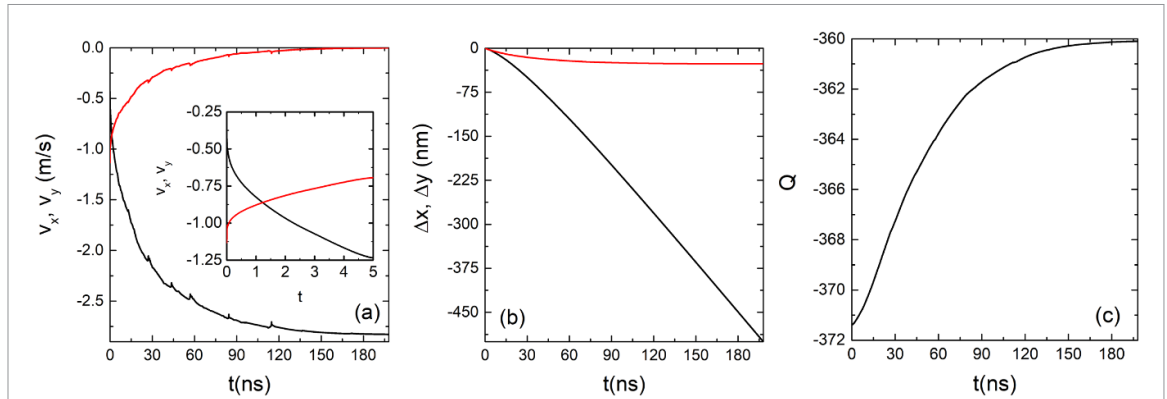 0.0
-0.5
-1.0
-1.5
-2.0
-2.5
v_x, v_y (m/s)
0 30 60 90 120 150 180
t(ns)
(a)
-0.25
-0.50
-0.75
-1.00
-1.25
v_x, v_y
0 1 2 3 4 5
t
0
-75
-150
-225
-300
-375
-450
Δx, Δy (nm)
0 30 60 90 120 150 180
t(ns)
(b)
-360
-362
-364
-366
-368
-370
-372
Q
0 30 60 90 120 150 180
t(ns)
(c)